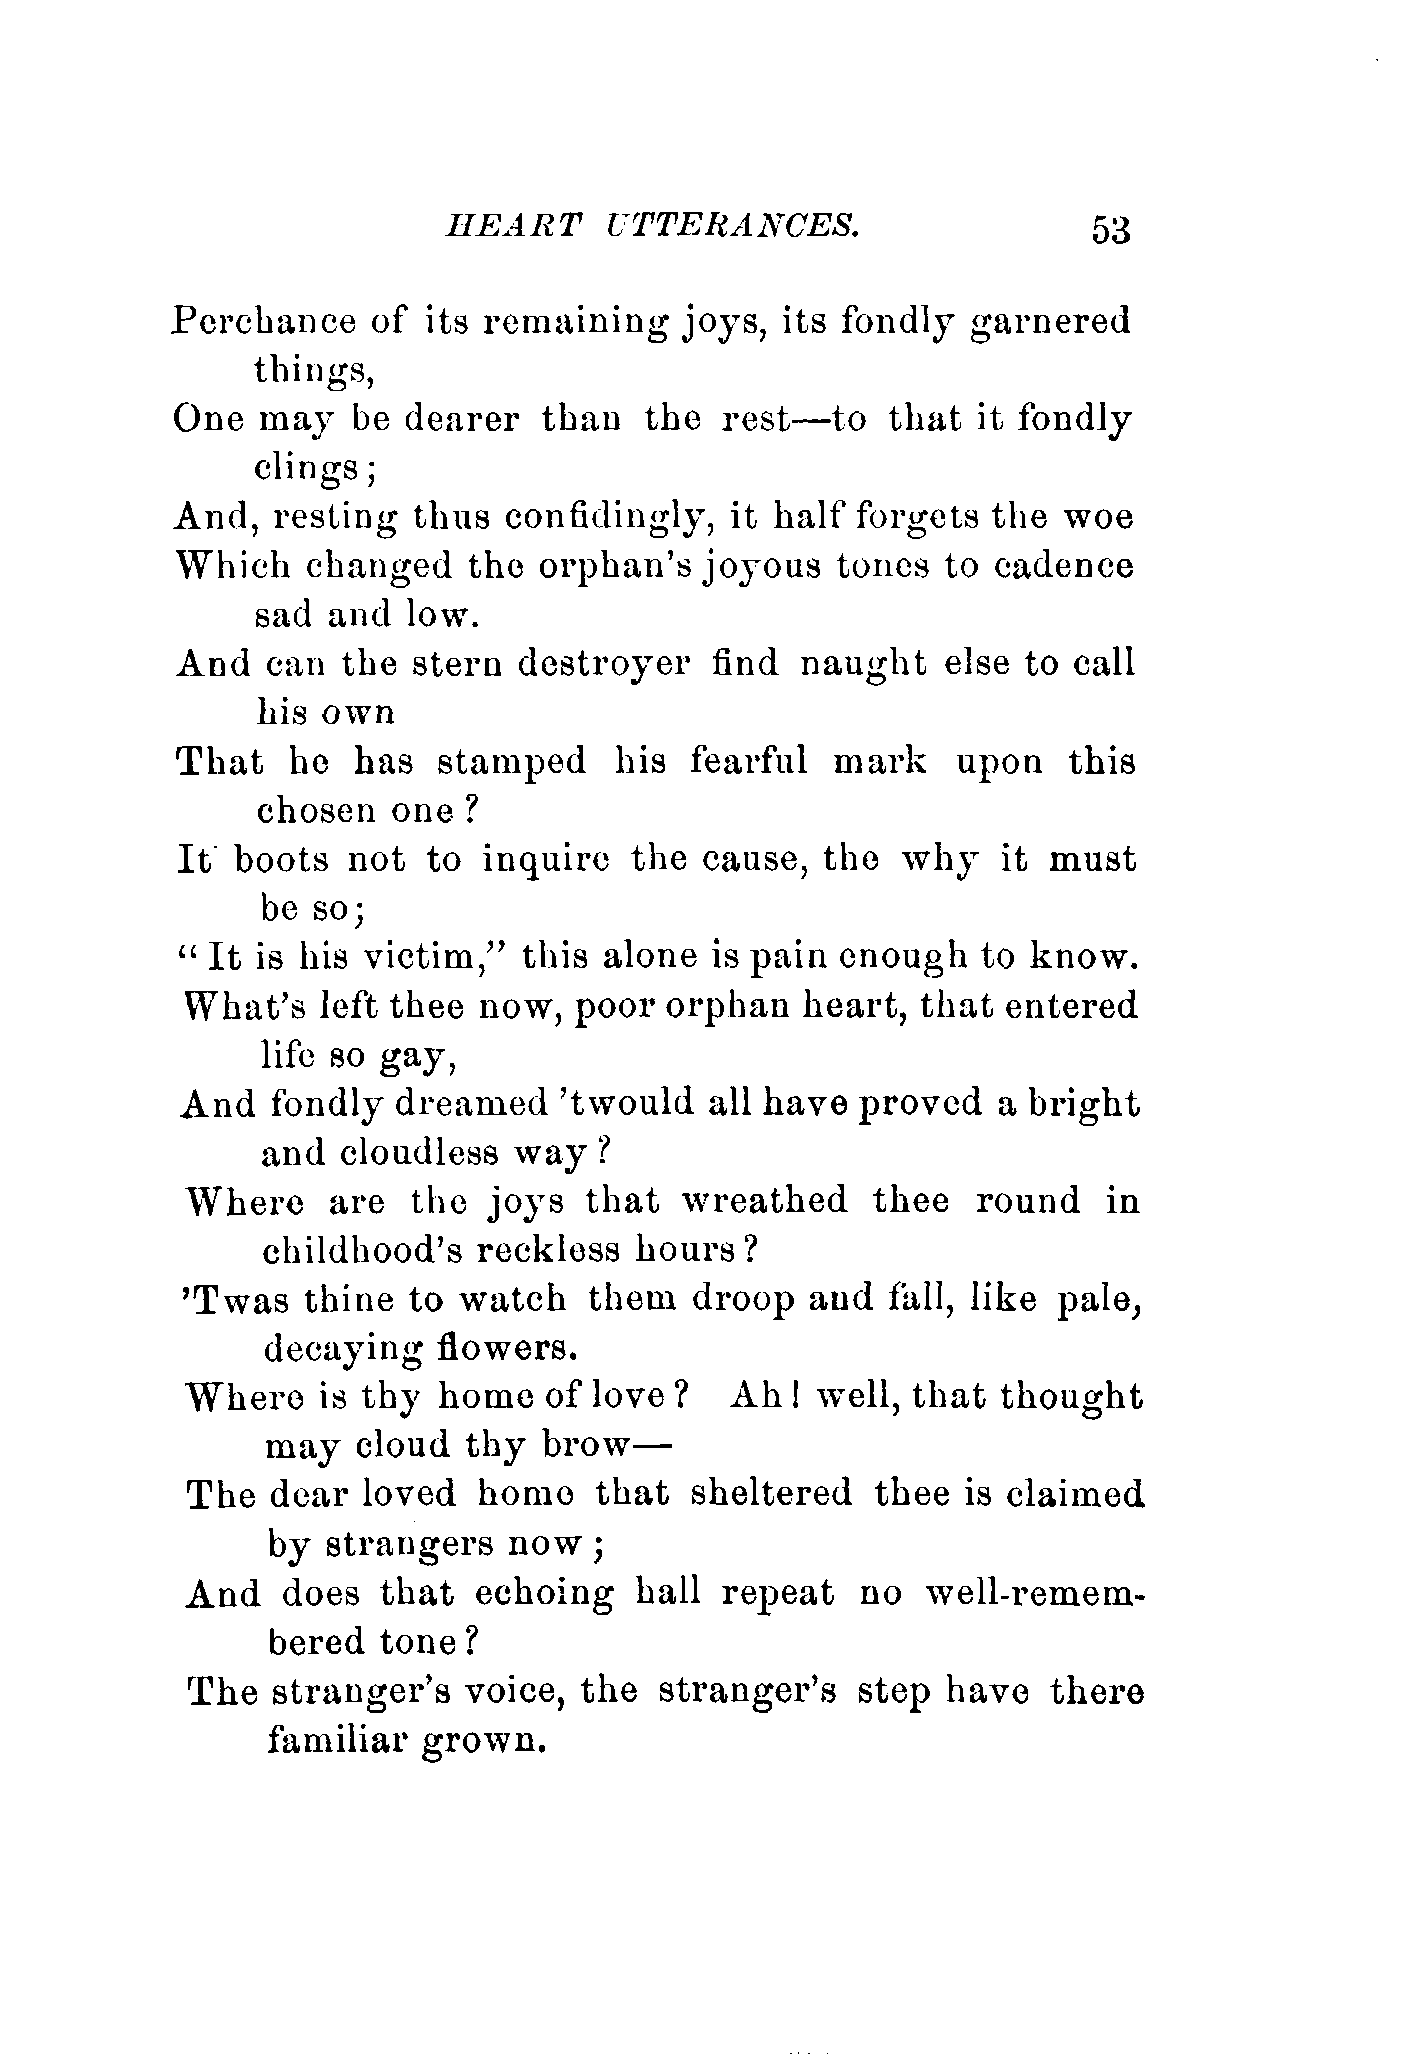 HEART UTTERANCES. 53
Perchance of its remaining joys, its fondly garnered
things,
One may be dearer than the rest—to that it fondly
clings;
And, resting thus confidingly, it half forgets the woe
Which changed the orphan's joyous tones to cadence
sad and low.
And can the stern destroyer find naught else to call
his own
That he has stamped his fearful mark upon this
chosen one?
It boots not to inquire the cause, the why it must
be so;
"It is his victim," this alone is pain enough to know.
What's left thee now, poor orphan heart, that entered
life so gay,
And fondly dreamed 'twould all have proved a bright
and cloudless way?
Where are the joys that wreathed thee round in
childhood's reckless hours?
'Twas thine to watch them droop and fall, like pale,
decaying flowers.
Where is thy home of love? Ah! well, that thought
may cloud thy brow—
The dear loved home that sheltered thee is claimed
by strangers now;
And does that echoing hall repeat no well-remem-
bered tone?
The stranger's voice, the stranger's step have there
familiar grown.